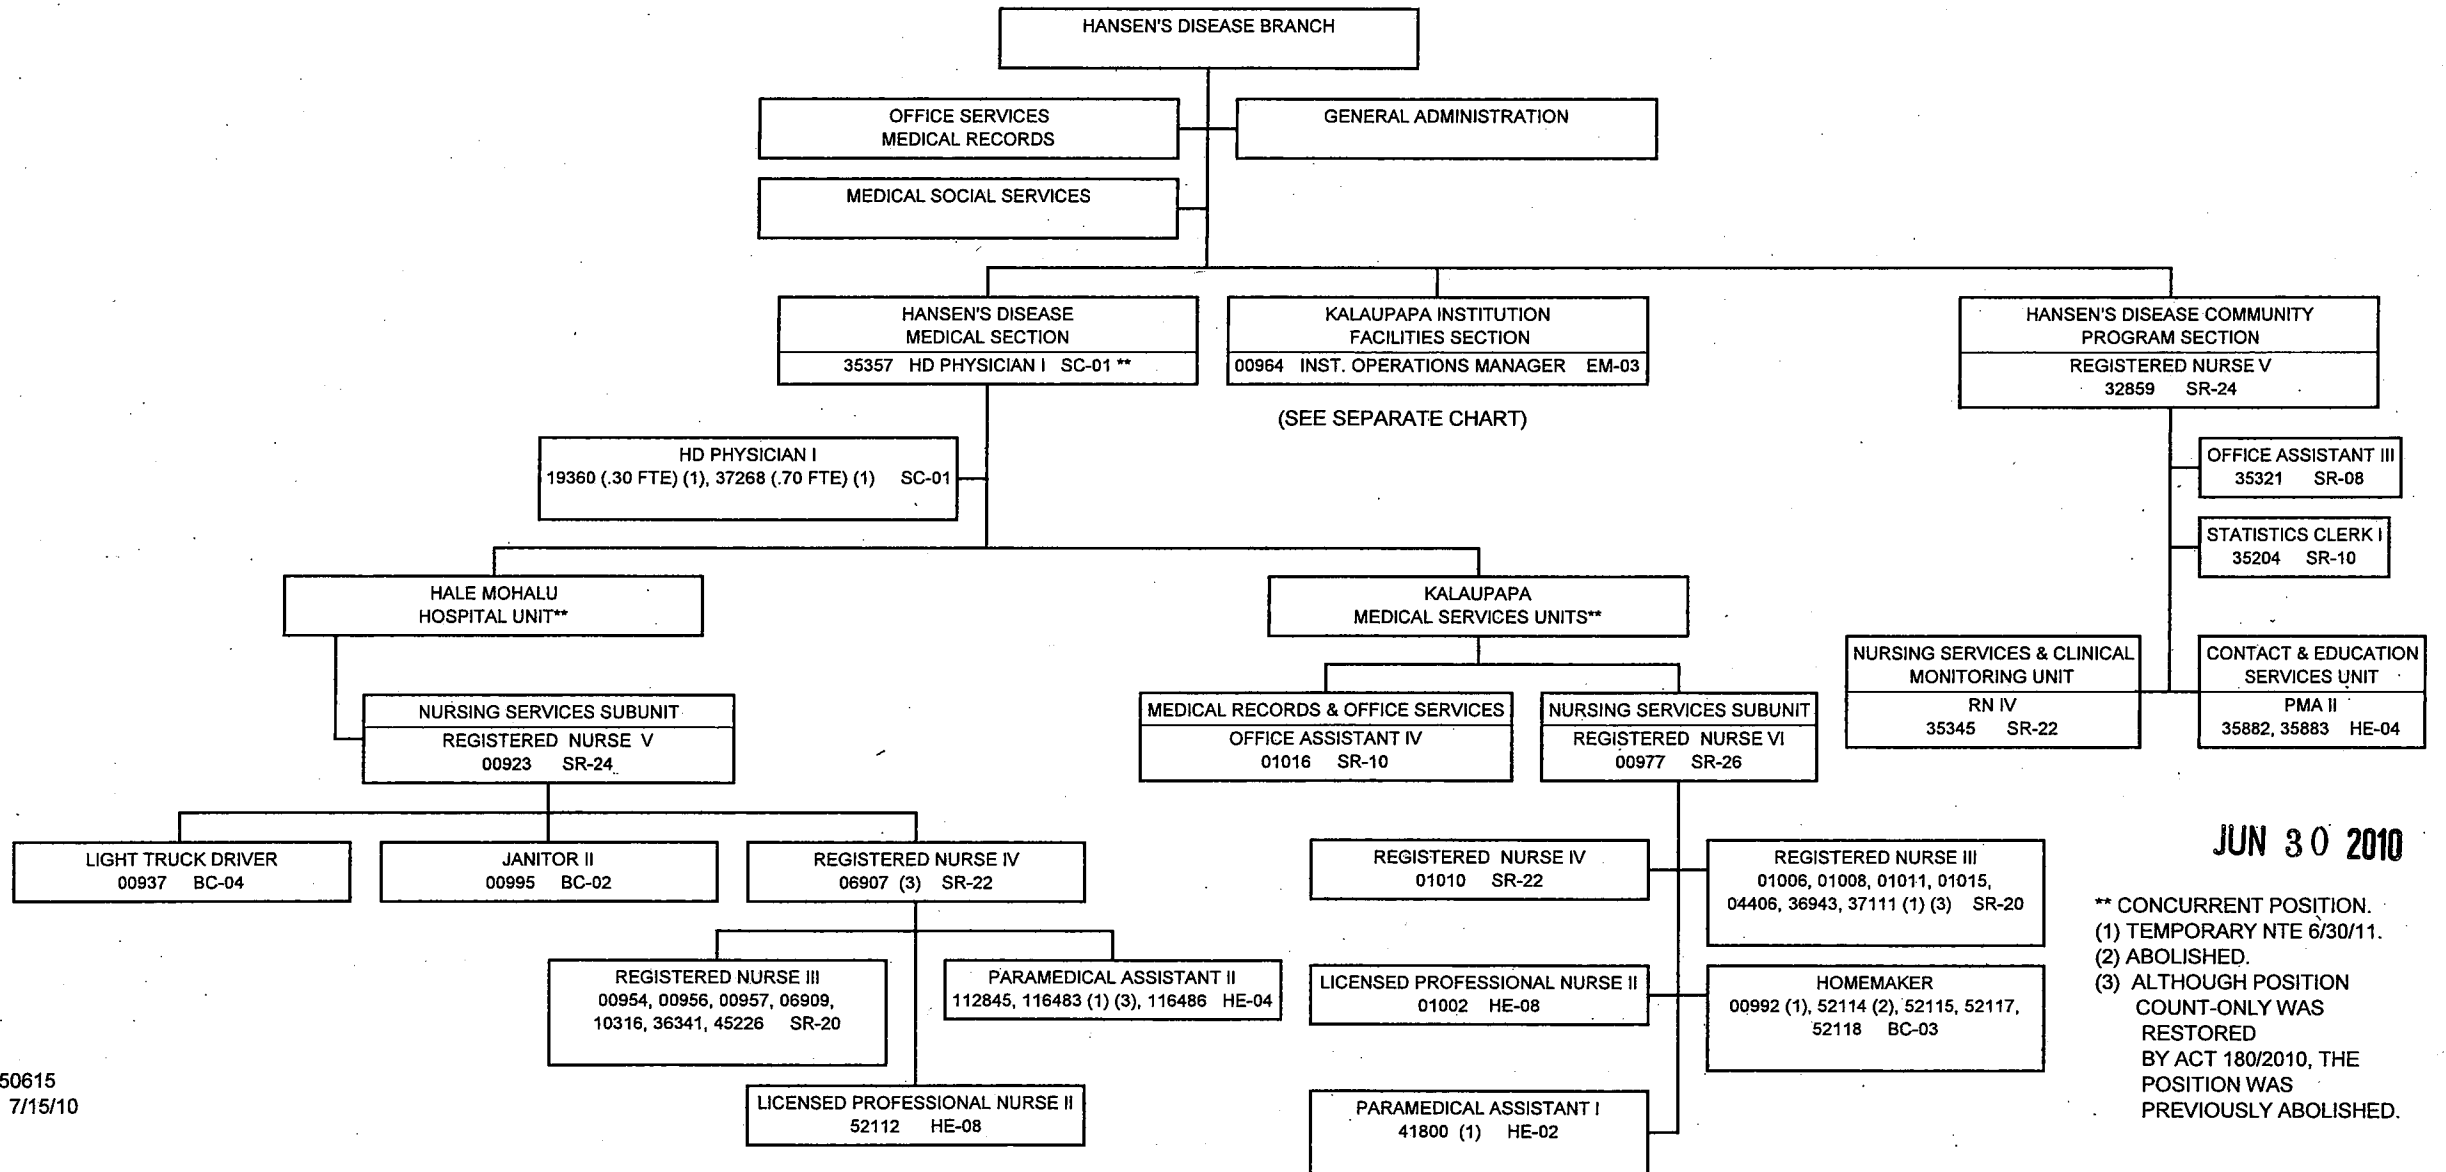 HANSEN'S DISEASE BRANCH
OFFICE SERVICES
MEDICAL RECORDS
GENERAL ADMINISTRATION
MEDICAL SOCIAL SERVICES
HANSEN'S DISEASE
MEDICAL SECTION
35357 HD PHYSICIAN I SC-01 **
KALAUPAPA INSTITUTION
FACILITIES SECTION
00964 INST. OPERATIONS MANAGER EM-03
(SEE SEPARATE CHART)
HANSEN'S DISEASE COMMUNITY
PROGRAM SECTION
REGISTERED NURSE V
32859 SR-24
HD PHYSICIAN I
19360 (.30 FTE) (1), 37268 (.70 FTE) (1) SC-01
OFFICE ASSISTANT III
35321 SR-08
STATISTICS CLERK I
35204 SR-10
HALE MOHALU
HOSPITAL UNIT**
KALAUPAPA
MEDICAL SERVICES UNITS**
NURSING SERVICES & CLINICAL
MONITORING UNIT
RN IV
35345 SR-22
CONTACT & EDUCATION
SERVICES UNIT
PMA II
35882, 35883 HE-04
NURSING SERVICES SUBUNIT
REGISTERED NURSE V
00923 SR-24
MEDICAL RECORDS & OFFICE SERVICES
OFFICE ASSISTANT IV
01016 SR-10
NURSING SERVICES SUBUNIT
REGISTERED NURSE VI
00977 SR-26
LIGHT TRUCK DRIVER
00937 BC-04
JANITOR II
00995 BC-02
REGISTERED NURSE IV
06907 (3) SR-22
REGISTERED NURSE IV
01010 SR-22
REGISTERED NURSE III
01006, 01008, 01011, 01015,
04406, 36943, 37111 (1) (3) SR-20
REGISTERED NURSE III
00954, 00956, 00957, 06909,
10316, 36341, 45226 SR-20
PARAMEDICAL ASSISTANT II
112845, 116483 (1) (3), 116486 HE-04
LICENSED PROFESSIONAL NURSE II
01002 HE-08
HOMEMAKER
00992 (1), 52114 (2), 52115, 52117,
52118 BC-03
LICENSED PROFESSIONAL NURSE II
52112 HE-08
PARAMEDICAL ASSISTANT I
41800 (1) HE-02
JUN 30 2010
** CONCURRENT POSITION.
(1) TEMPORARY NTE 6/30/11.
(2) ABOLISHED.
(3) ALTHOUGH POSITION
COUNT-ONLY WAS
RESTORED
BY ACT 180/2010, THE
POSITION WAS
PREVIOUSLY ABOLISHED.
50615
7/15/10